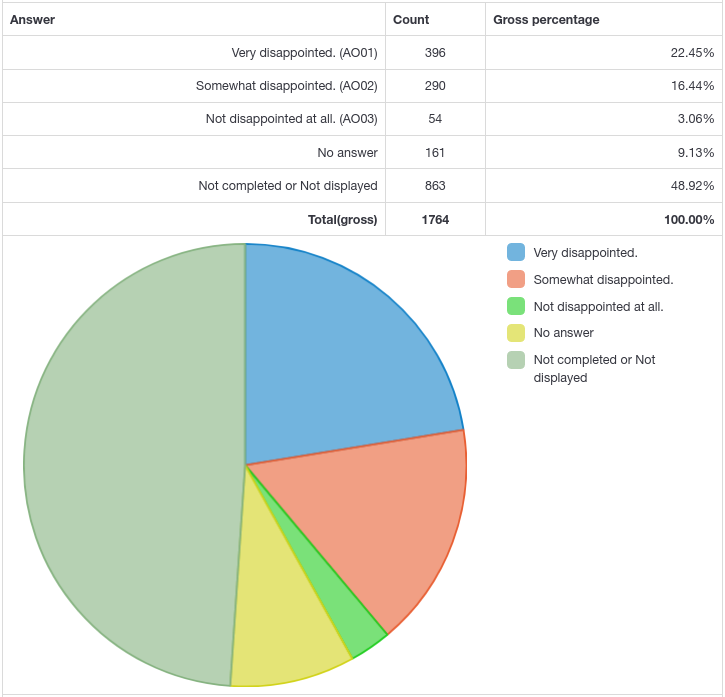 Answer Count Gross percentage
Very disappointed. (AO01) 396 22.45%
Somewhat disappointed. (AO02) 290 16.44%
Not disappointed at all. (AO03) 54 3.06%
No answer 161 9.13%
Not completed or Not displayed 863 48.92%
Total(gross) 1764 100.00%
Very disappointed.
Somewhat disappointed.
Not disappointed at all.
No answer
Not completed or Not
displayed